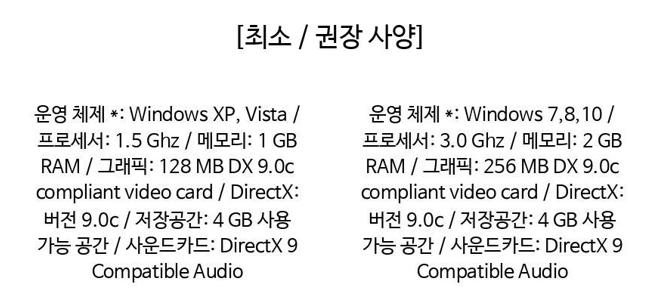 [최소 / 권장 사양]
운영 체제 *: Windows XP, Vista /
프로세서: 1.5 Ghz / 메모리: 1 GB
RAM / 그래픽: 128 MB DX 9.0c
compliant video card / DirectX:
버전 9.0c / 저장공간: 4 GB 사용
가능 공간 / 사운드카드: DirectX 9
Compatible Audio
운영 체제 *: Windows 7,8,10 /
프로세서: 3.0 Ghz / 메모리: 2 GB
RAM / 그래픽: 256 MB DX 9.0c
compliant video card / DirectX:
버전 9.0c / 저장공간: 4 GB 사용
가능 공간 / 사운드카드: DirectX 9
Compatible Audio